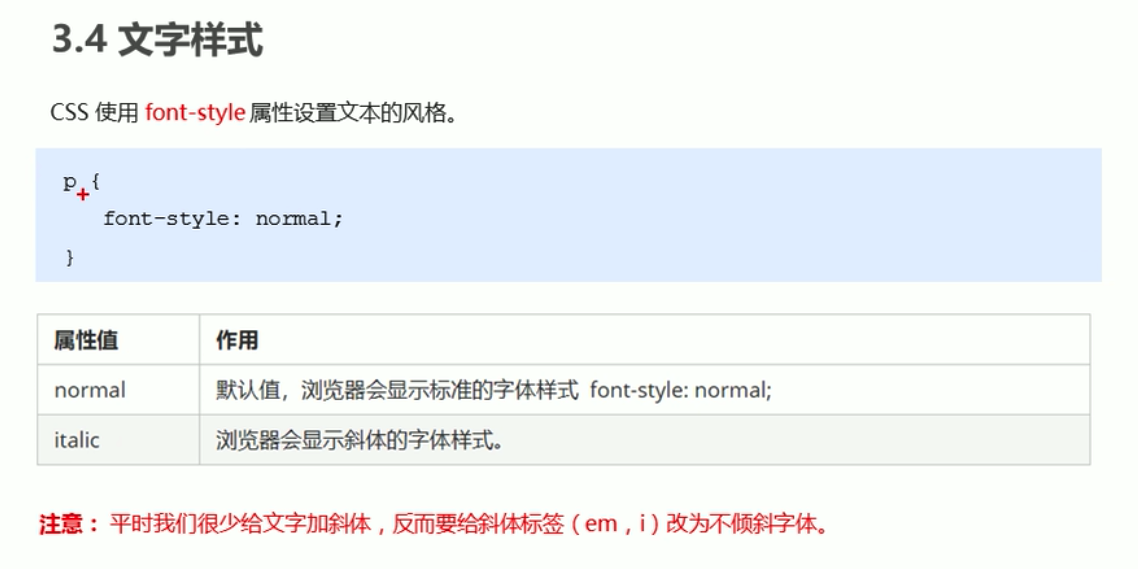 3.4 文字样式
CSS 使用 font-style 属性设置文本的风格。
p {
font-style: normal;
}
属性值 作用
normal 默认值，浏览器会显示标准的字体样式 font-style: normal;
italic 浏览器会显示斜体的字体样式。
注意： 平时我们很少给文字加斜体，反而要给斜体标签（em，i）改为不倾斜字体。